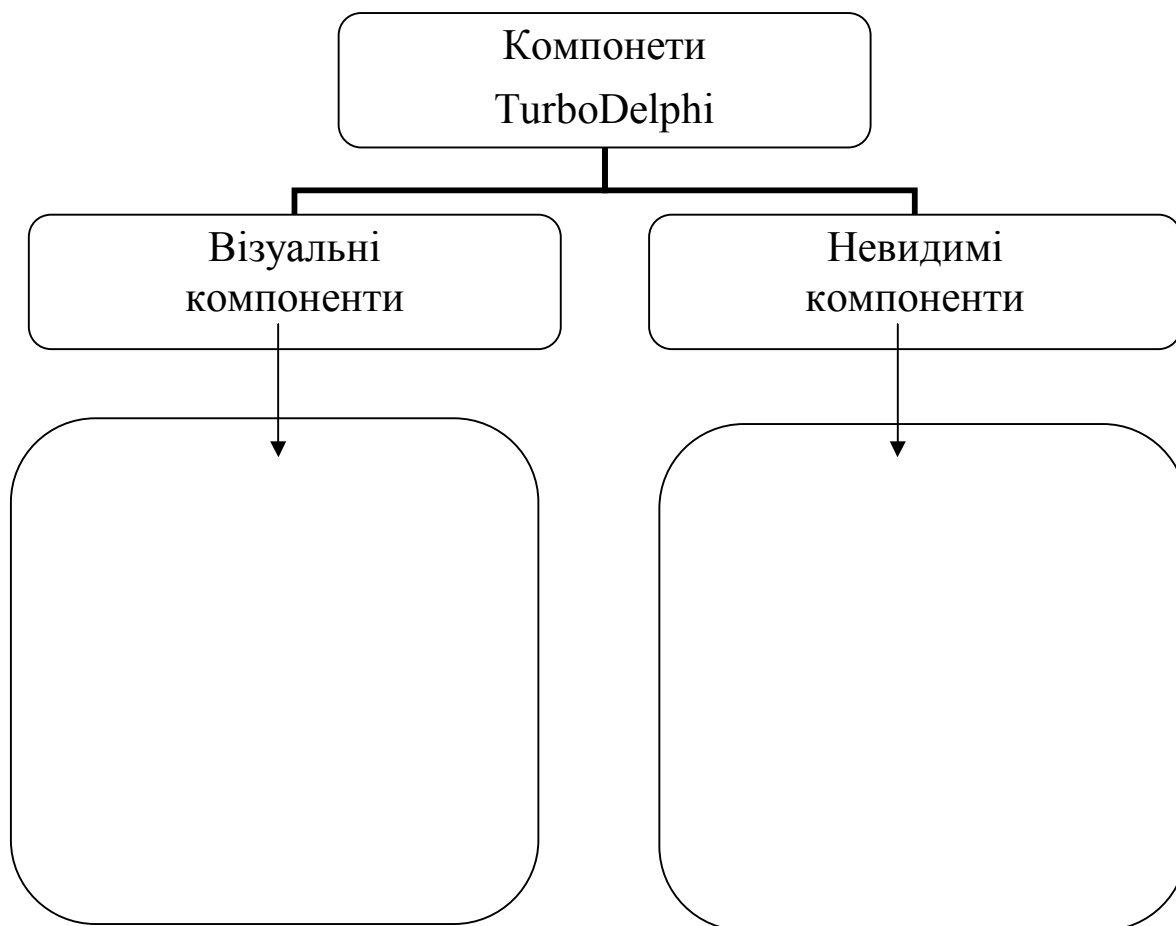 Компонети
TurboDelphi
Візуальні
компоненти
Невидимі
компоненти